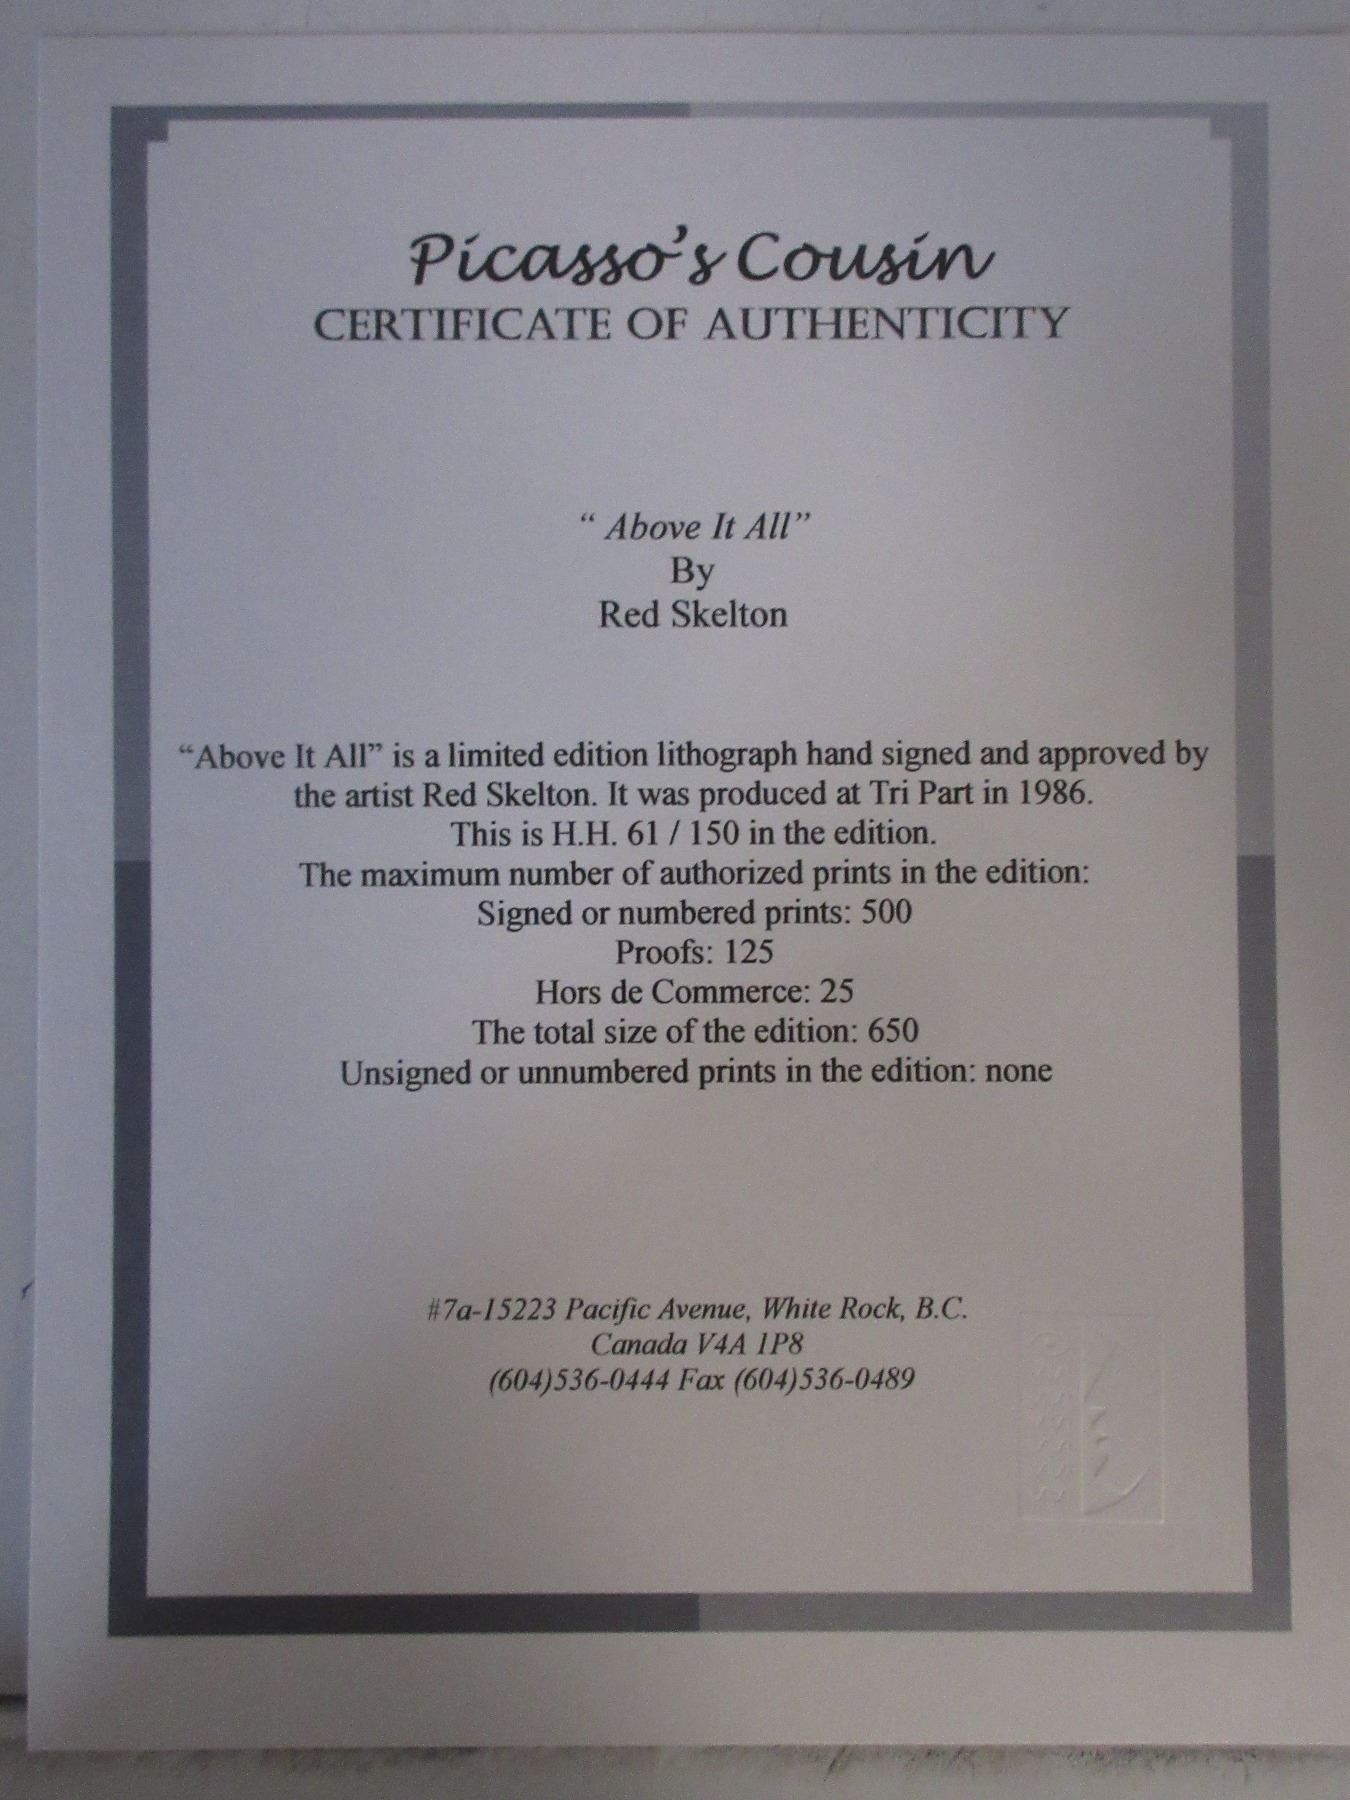 Picasso's Cousin
CERTIFICATE OF AUTHENTICITY
“ Above It All”
By
Red Skelton
“Above It All” is a limited edition lithograph hand signed and approved by
the artist Red Skelton. It was produced at Tri Part in 1986.
This is H.H. 61 / 150 in the edition.
The maximum number of authorized prints in the edition:
Signed or numbered prints: 500
Proofs: 125
Hors de Commerce: 25
The total size of the edition: 650
Unsigned or unnumbered prints in the edition: none
#7a-15223 Pacific Avenue, White Rock, B.C.
Canada V4A 1P8
(604)536-0444 Fax (604)536-0489